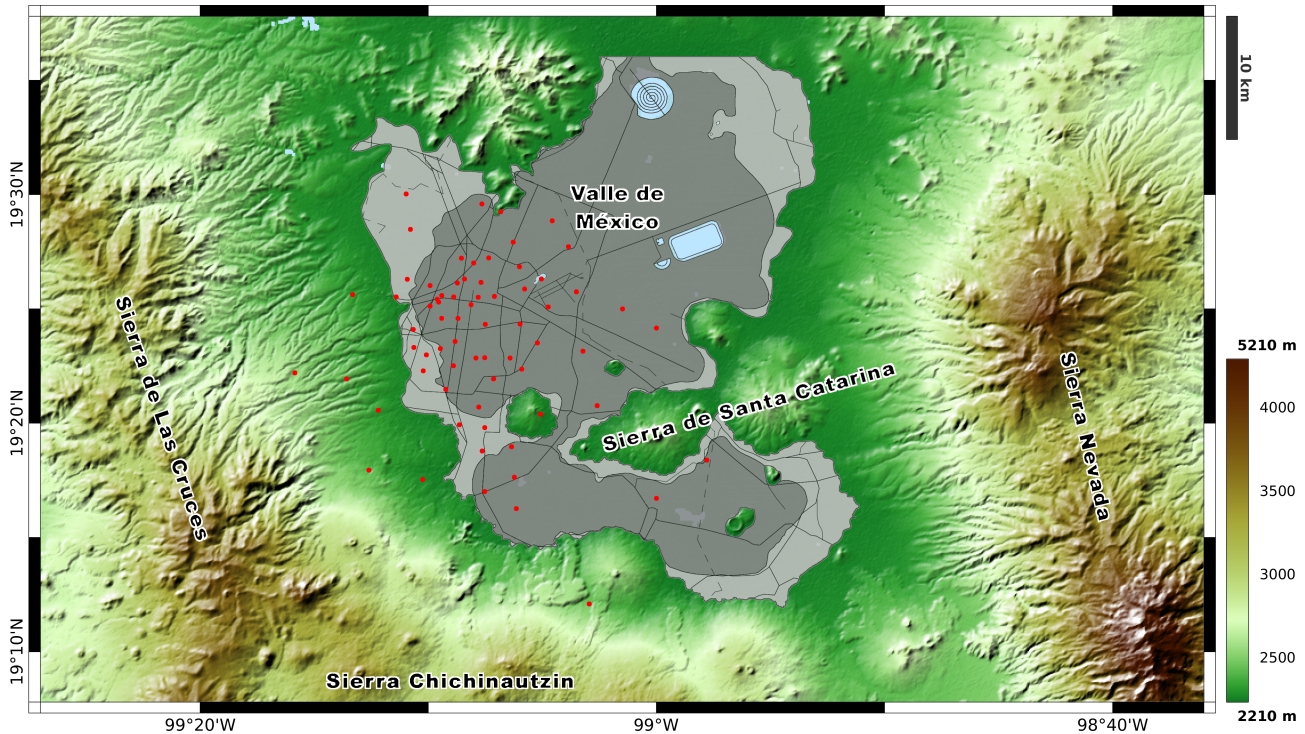 10 km
19°30'N
Valle de
México
Sierra de Las Cruces
5210 m
Sierra Nevada
Sierra de Santa Catarina
4000
19°20'N
3500
3000
19°10'N
2500
Sierra Chichinautzin
2210 m
99°20'W
99°W
98°40'W